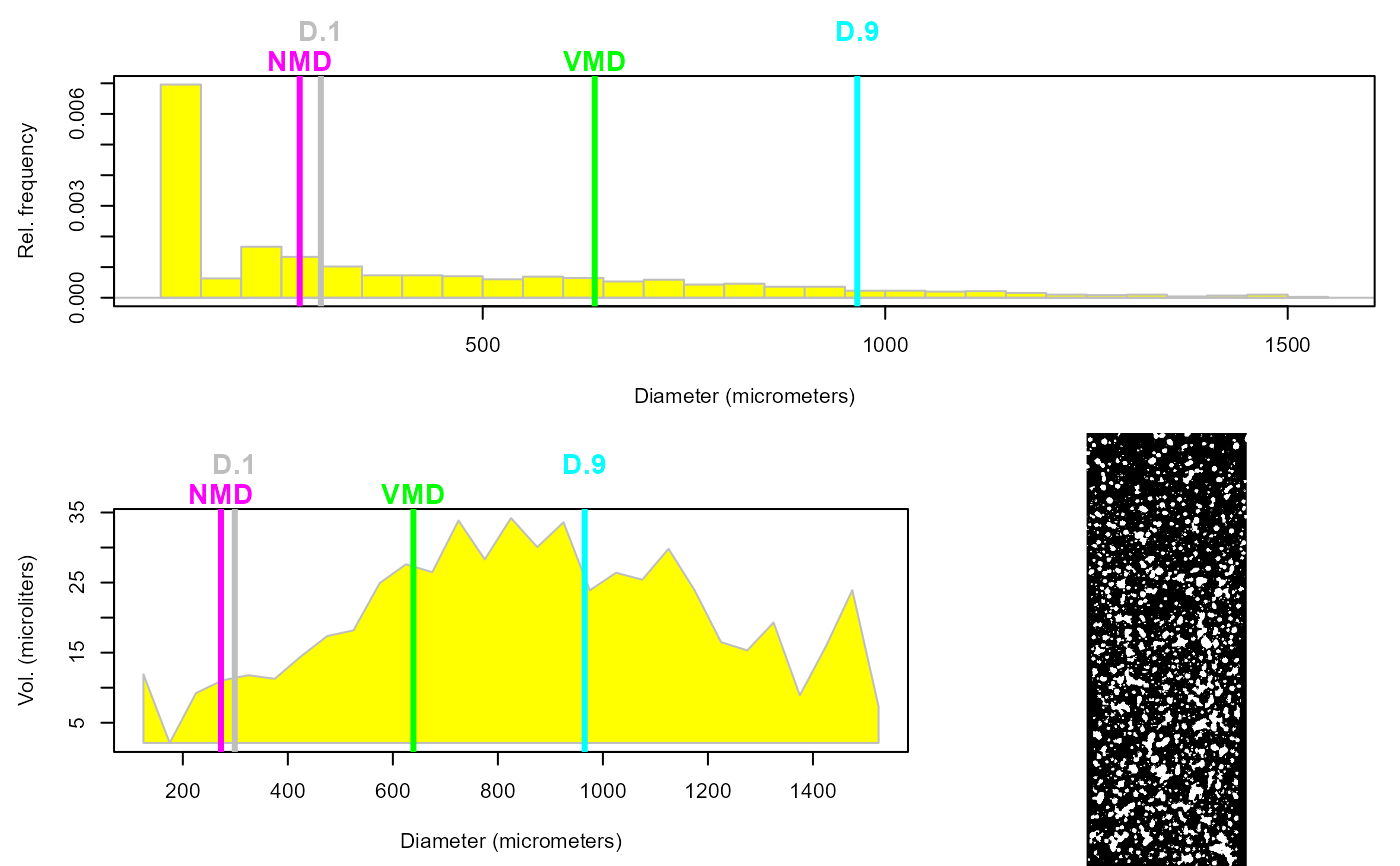 D.1
D.9
NMD
VMD
Rel. frequency
0.000
0.003
0.006
500
1000
1500
Diameter (micrometers)
D.1
D.9
NMD
VMD
Vol. (microliters)
5
15
25
35
200
400
600
800
1000
1200
1400
Diameter (micrometers)